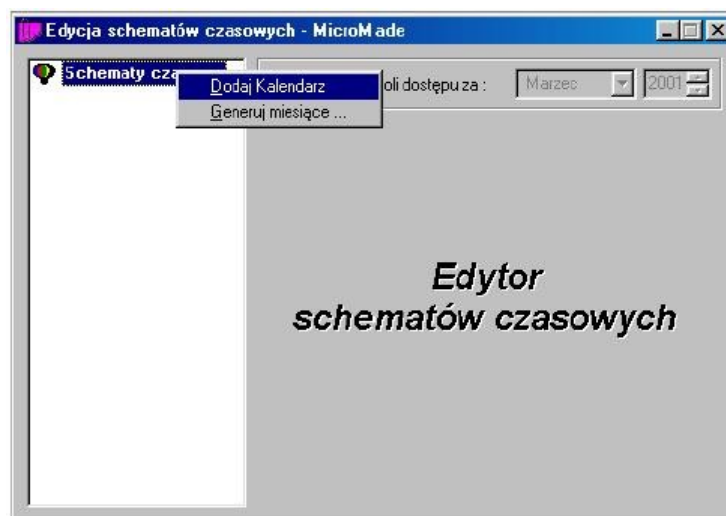 Edycja schematów czasowych - MicroMade
Schematy cza
oli dostępu za :
Marzec
2001
Dodaj Kalendarz
Generuj miesiące ...
Edytor
schematów czasowych